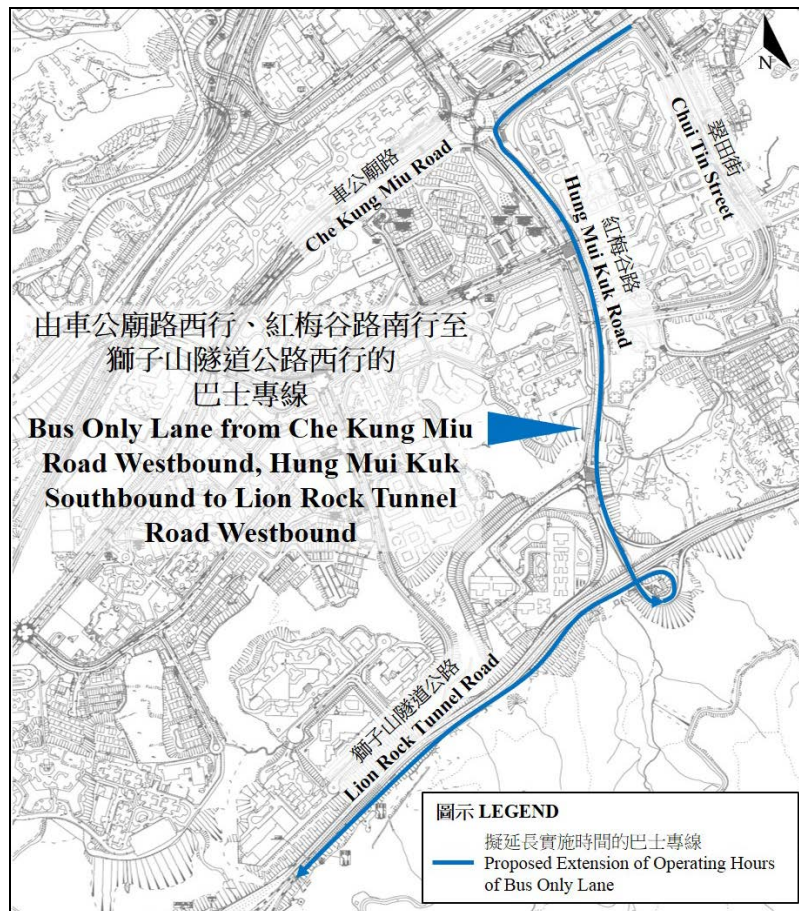 N
翠田街
Chui Tin Street
車公廟路
Che Kung Miu Road
紅梅谷路
Hung Mui Kuk Road
由車公廟路西行、紅梅谷路南行至
獅子山隧道公路西行的
巴士專線
Bus Only Lane from Che Kung Miu
Road Westbound, Hung Mui Kuk
Southbound to Lion Rock Tunnel
Road Westbound
獅子山隧道公路
Lion Rock Tunnel Road
圖示 LEGEND
擬延長實施時間的巴士專線
Proposed Extension of Operating Hours
of Bus Only Lane